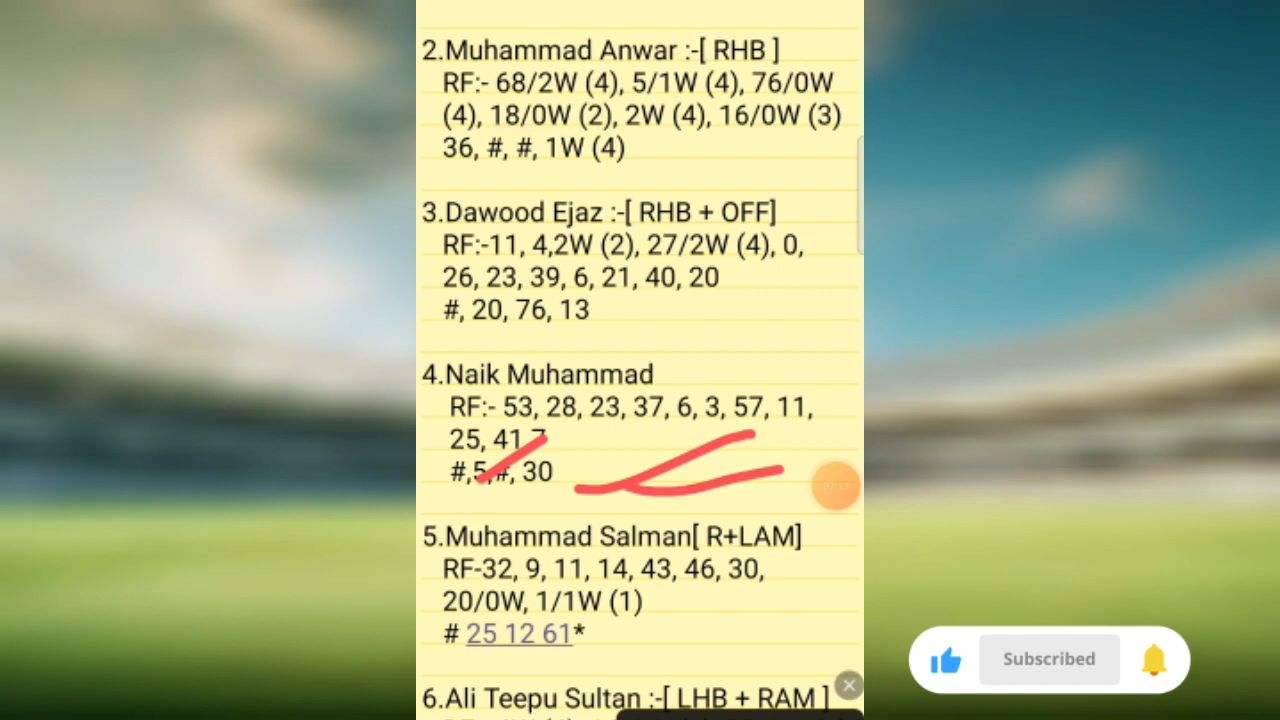 2.Muhammad Anwar :-[ RHB ]
RF:- 68/2W (4), 5/1W (4), 76/0W
(4), 18/0W (2), 2W (4), 16/0W (3)
36, #, #, 1W (4)
3.Dawood Ejaz :-[ RHB + OFF]
RF:-11, 4,2W (2), 27/2W (4), 0,
26, 23, 39, 6, 21, 40, 20
#, 20, 76, 13
4.Naik Muhammad
RF:- 53, 28, 23, 37, 6, 3, 57, 11,
25, 41 7
#,5,#, 30
5.Muhammad Salman[ R+LAM]
RF-32, 9, 11, 14, 43, 46, 30,
20/0W, 1/1W (1)
# 25 12 61*
6.Ali Teepu Sultan :-[ LHB + RAM ]
Subscribed